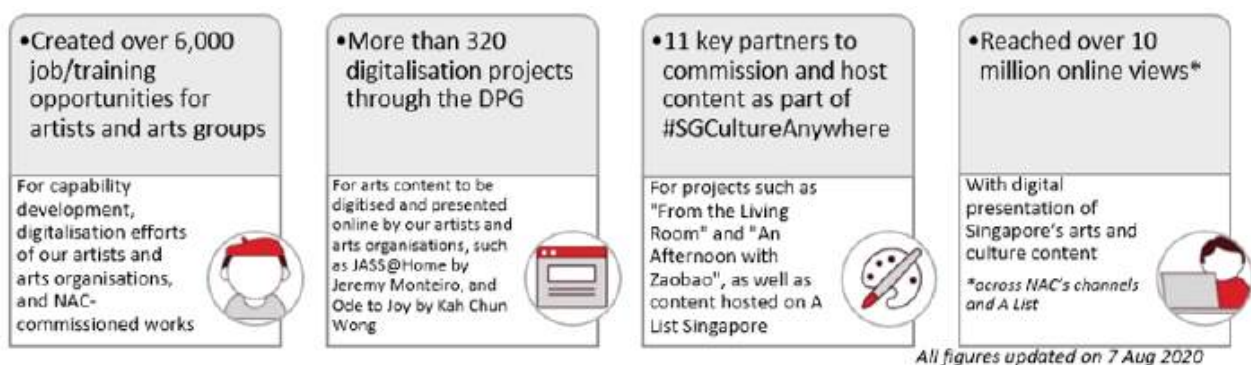 •Created over 6,000
job/training
opportunities for
artists and arts groups
For capability
development,
digitalisation efforts
of our artists and
arts organisations,
and NAC-
commissioned works
•More than 320
digitalisation projects
through the DPG
For arts content to be
digitised and presented
online by our artists and
arts organisations, such
as JASS@Home by
Jeremy Monteiro, and
Ode to Joy by Kah Chun
Wong
•11 key partners to
commission and host
content as part of
#SGCultureAnywhere
For projects such as
"From the Living
Room" and "An
Afternoon with
Zaobao", as well as
content hosted on A
List Singapore
•Reached over 10
million online views*
With digital
presentation of
Singapore's arts and
culture content
*across NAC's channels
and A List
All figures updated on 7 Aug 2020